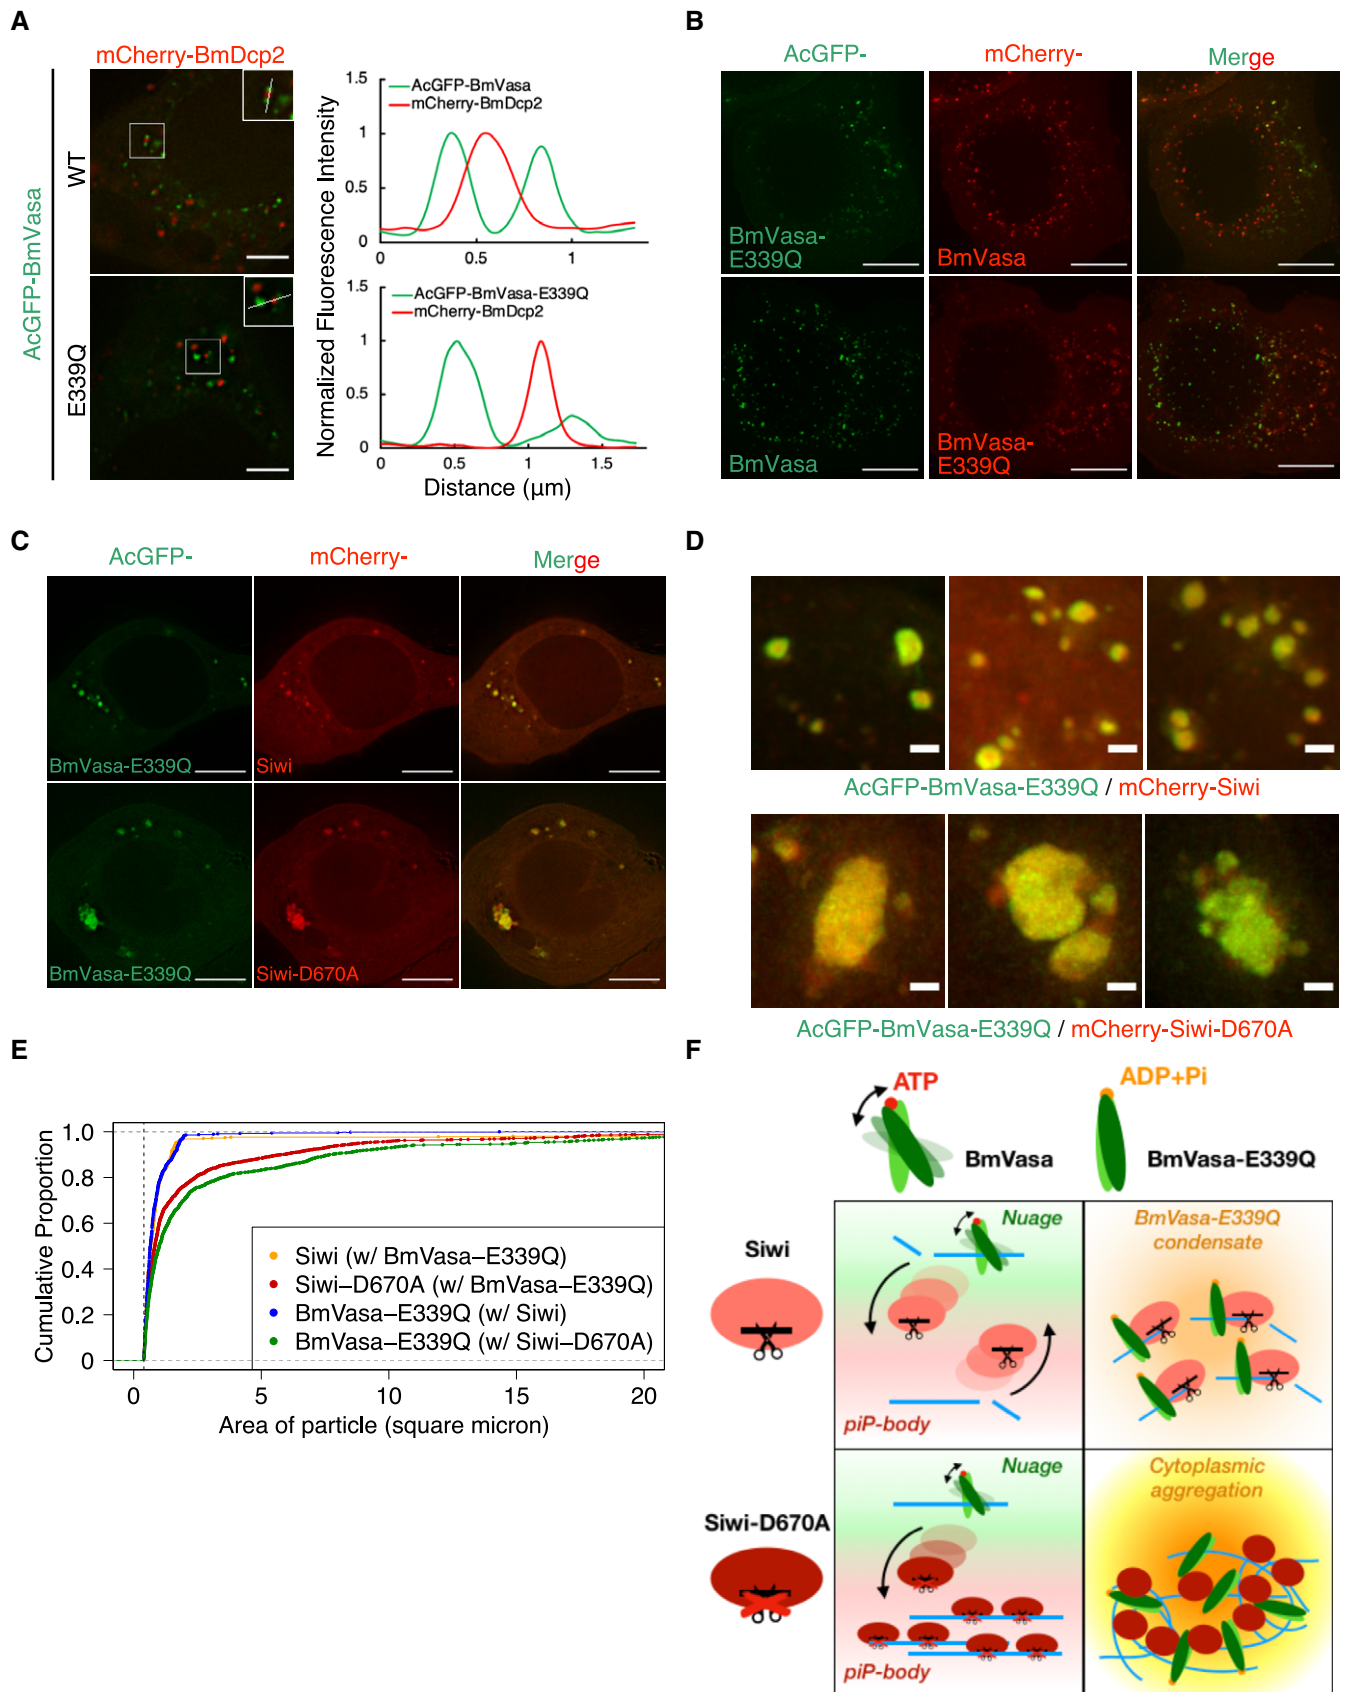 A
mCherry-BmDcp2
AcGFP-BmVasa
WT
E339Q
Normalized Fluorescence Intensity
1.5
1
0.5
0
AcGFP-BmVasa
mCherry-BmDcp2
0
0.5
1
1.5
1
0.5
0
AcGFP-BmVasa-E339Q
mCherry-BmDcp2
0
0.5
1
1.5
Distance (µm)
B
AcGFP-
mCherry-
Merge
BmVasa-
E339Q
BmVasa
BmVasa
BmVasa-
E339Q
C
AcGFP-
mCherry-
Merge
BmVasa-E339Q
Siwi
BmVasa-E339Q
Siwi-D670A
D
AcGFP-BmVasa-E339Q / mCherry-Siwi
AcGFP-BmVasa-E339Q / mCherry-Siwi-D670A
E
Cumulative Proportion
1.0
0.8
0.6
0.4
0.2
0
Siwi (w/ BmVasa–E339Q)
Siwi–D670A (w/ BmVasa–E339Q)
BmVasa–E339Q (w/ Siwi)
BmVasa–E339Q (w/ Siwi–D670A)
0
5
10
15
20
Area of particle (square micron)
F
ATP
BmVasa
ADP+Pi
BmVasa-E339Q
Siwi
Nuage
piP-body
BmVasa-E339Q
condensate
Siwi-D670A
Nuage
piP-body
Cytoplasmic
aggregation